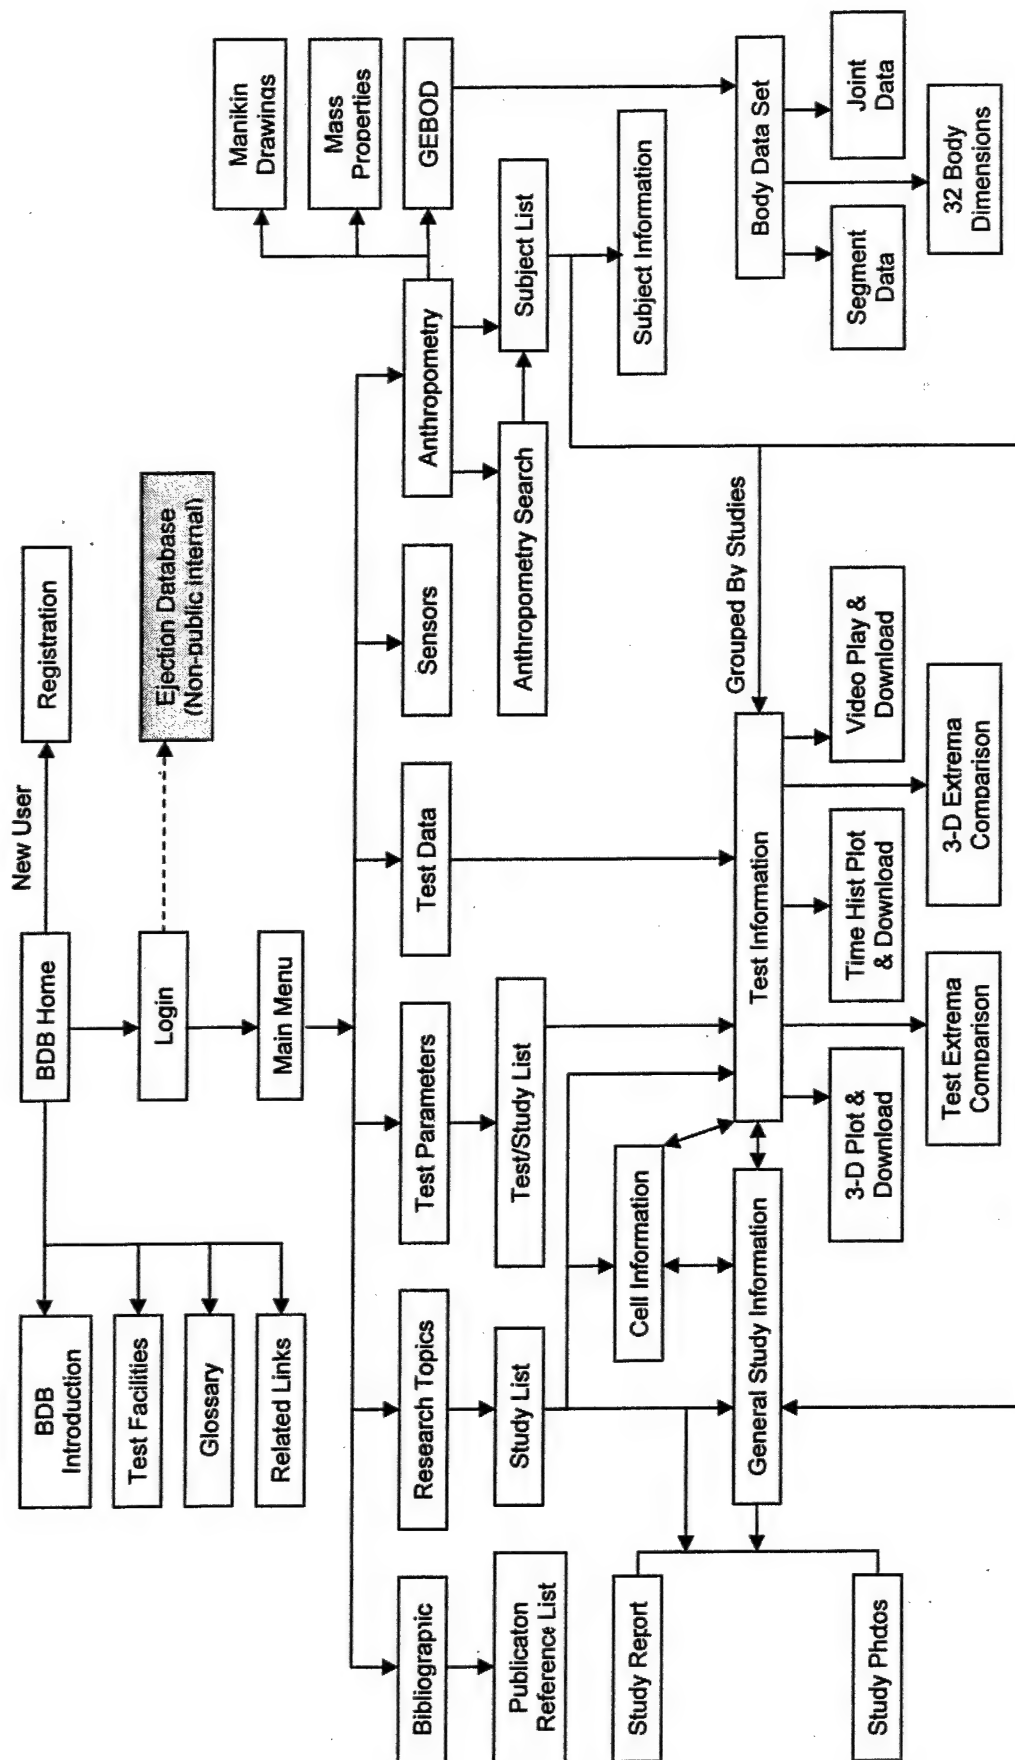 New User
BDB Home
Registration
BDB
Introduction
Test Facilities
Glossary
Related Links
Login
Ejection Database
(Non-public internal)
Main Menu
Bibliographic
Research Topics
Test Parameters
Test Data
Sensors
Anthropometry
Manikin
Drawings
Mass
Properties
GEBOD
Publicaton
Reference List
Study List
Test/Study List
Anthropometry Search
Subject List
Study Report
Cell Information
Subject Information
Grouped By Studies
General Study Information
Test Information
Body Data Set
Study Photos
3-D Plot &
Download
Time Hist Plot
& Download
Video Play &
Download
Segment
Data
Joint
Data
Test Extrema
Comparison
3-D Extrema
Comparison
32 Body
Dimensions